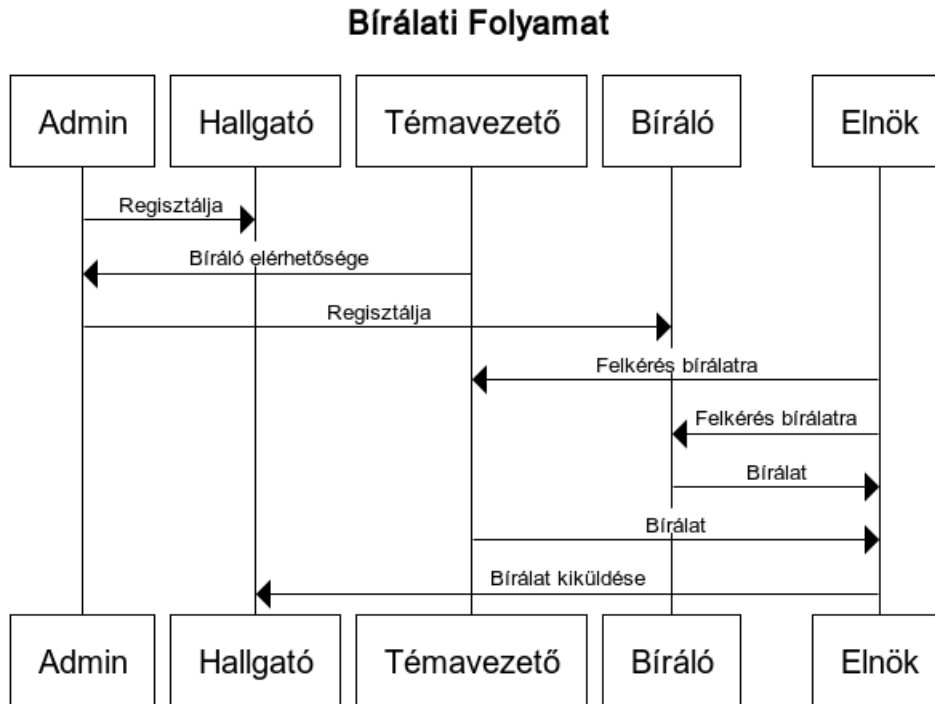 Bírálati Folyamat
Admin Hallgató Témavezető Bíráló Elnök
Regisztálja
Bíráló elérhetősége
Regisztálja
Felkérés bírálatra
Felkérés bírálatra
Bírálat
Bírálat
Bírálat kiküldése
Admin Hallgató Témavezető Bíráló Elnök